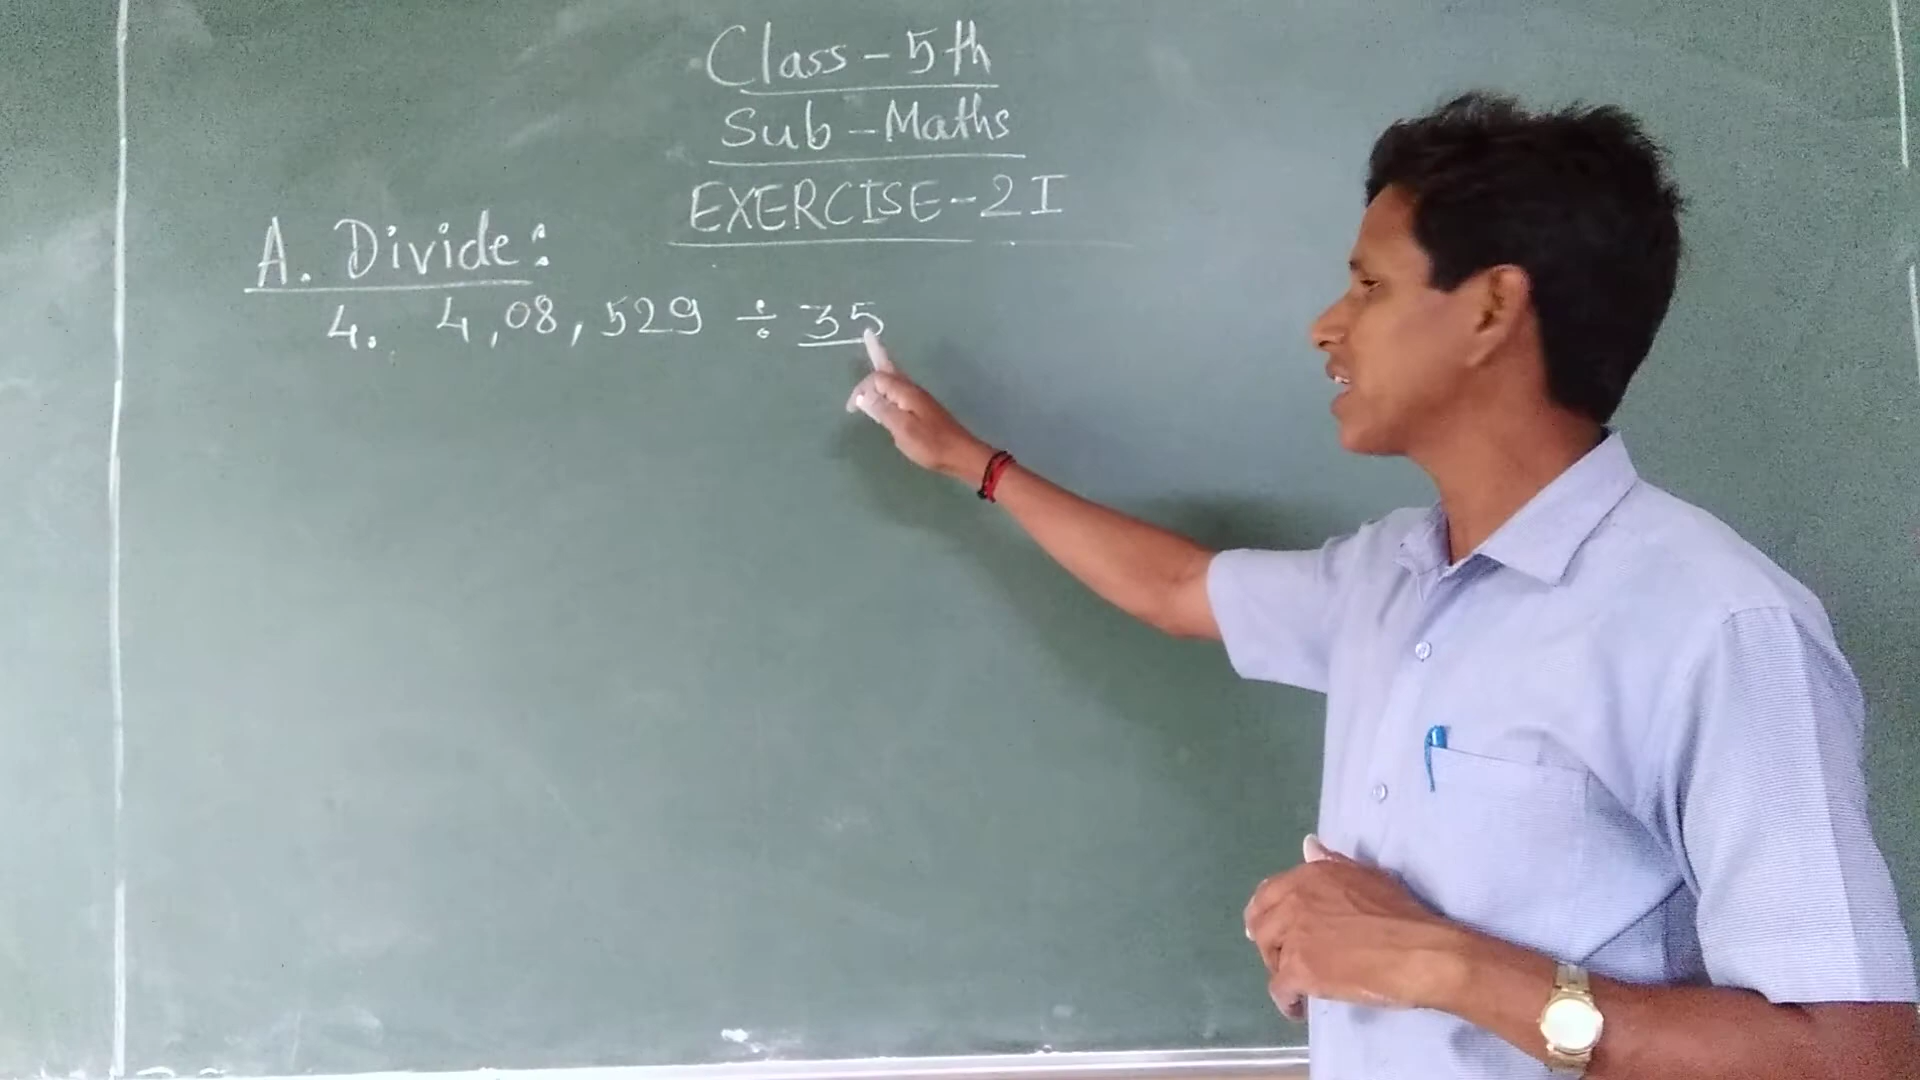 Class - 5th
Sub - Maths
EXERCISE - 2I
A. Divide:
4. 4,08,529 ÷ 35